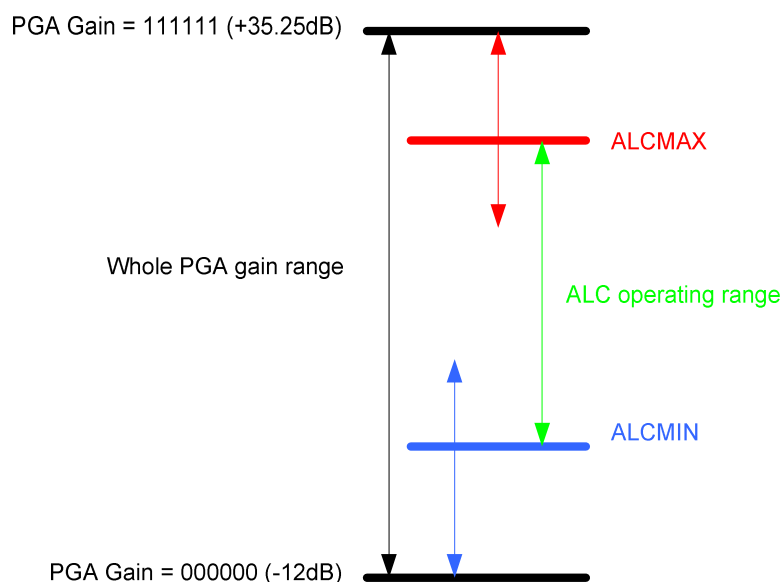 PGA Gain = 111111 (+35.25dB)
ALCMAX
Whole PGA gain range
ALC operating range
ALCMIN
PGA Gain = 000000 (-12dB)